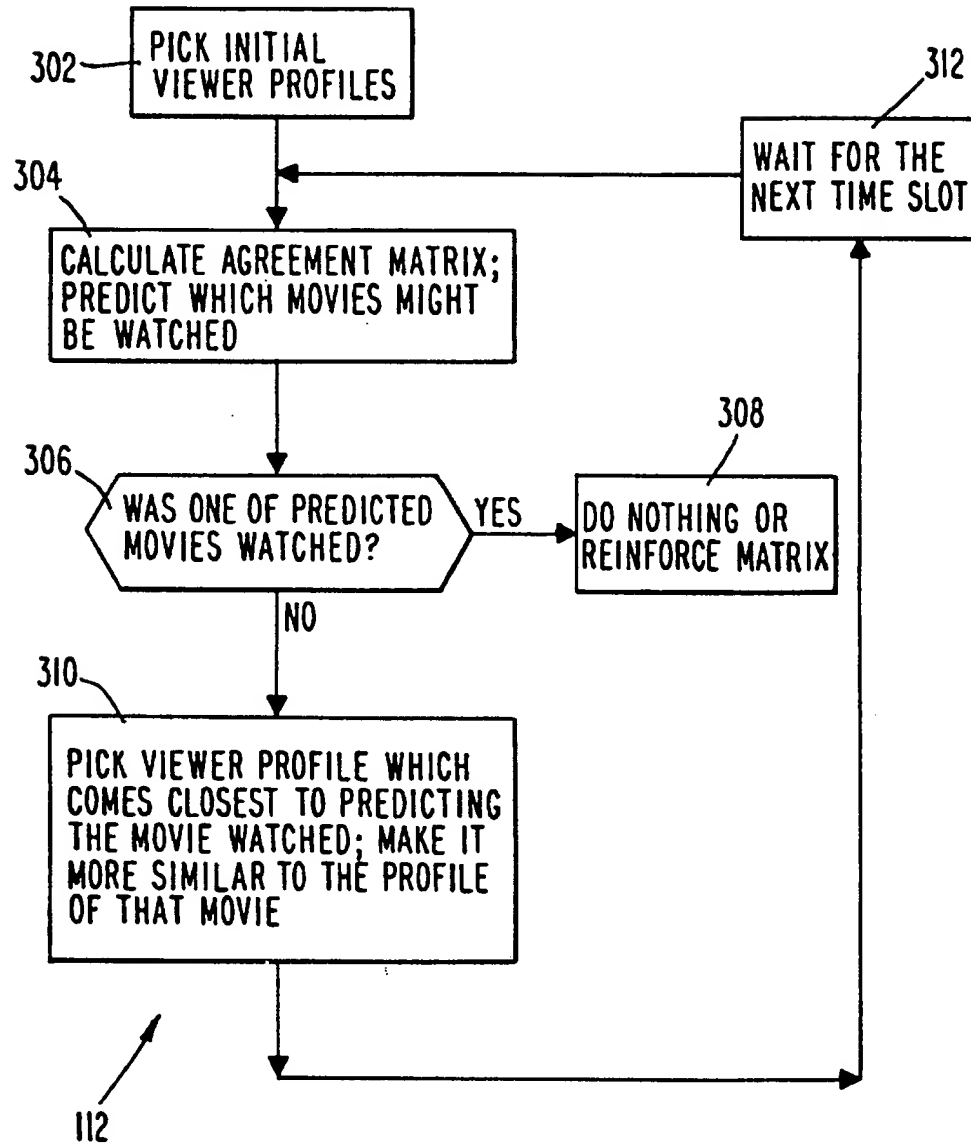 302
PICK INITIAL
VIEWER PROFILES
312
WAIT FOR THE
NEXT TIME SLOT
304
CALCULATE AGREEMENT MATRIX;
PREDICT WHICH MOVIES MIGHT
BE WATCHED
306
WAS ONE OF PREDICTED
MOVIES WATCHED?
YES
308
DO NOTHING OR
REINFORCE MATRIX
NO
310
PICK VIEWER PROFILE WHICH
COMES CLOSEST TO PREDICTING
THE MOVIE WATCHED; MAKE IT
MORE SIMILAR TO THE PROFILE
OF THAT MOVIE
112